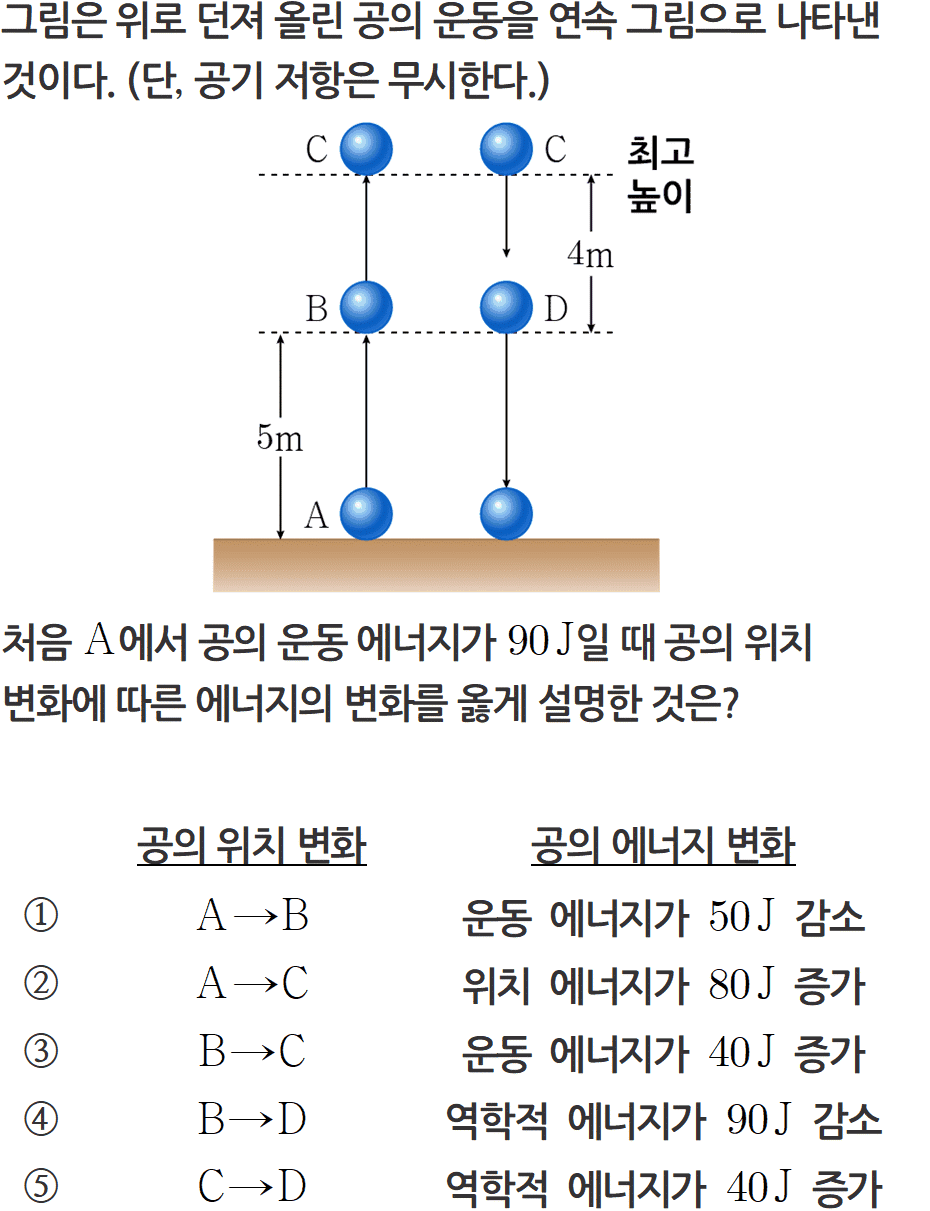 그림은 위로 던져 올린 공의 운동을 연속 그림으로 나타낸
것이다. (단, 공기 저항은 무시한다.)
C C 최고
높이
4m
B D
5m
A
처음 A에서 공의 운동 에너지가 90J일 때 공의 위치
변화에 따른 에너지의 변화를 옳게 설명한 것은?
공의 위치 변화 공의 에너지 변화
① A→B 운동 에너지가 50J 감소
② A→C 위치 에너지가 80J 증가
③ B→C 운동 에너지가 40J 증가
④ B→D 역학적 에너지가 90J 감소
⑤ C→D 역학적 에너지가 40J 증가